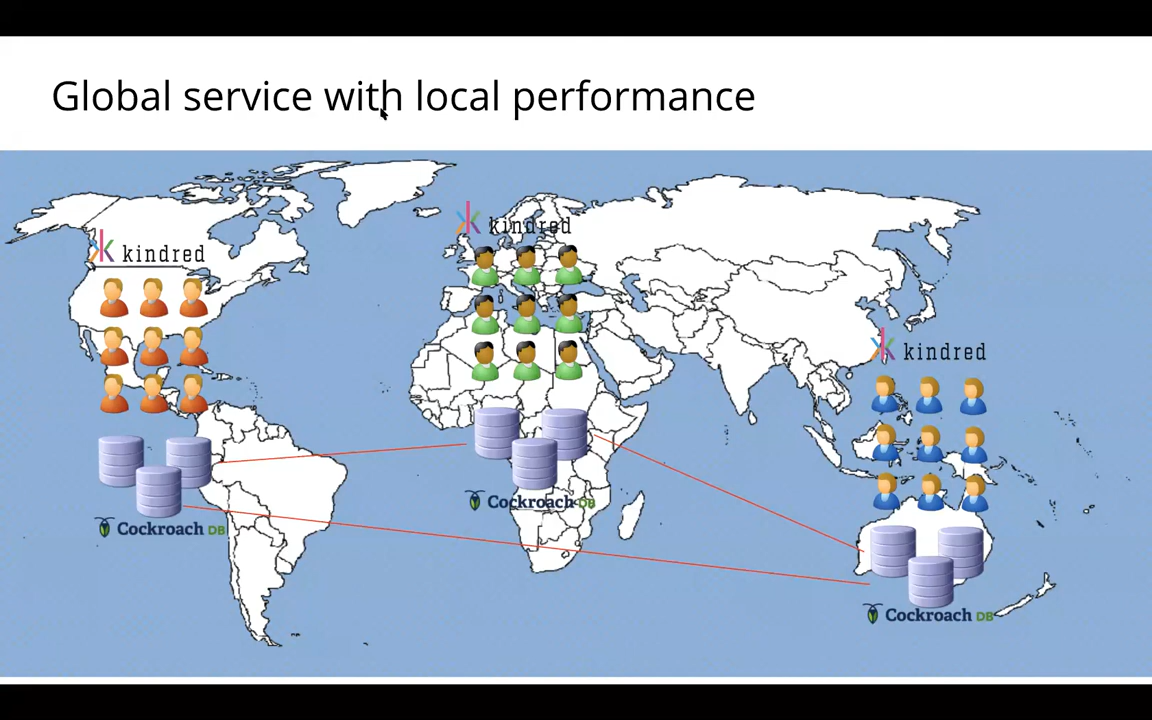 Global service with local performance
kindred
kindred
kindred
Cockroach DB
Cockroach DB
Cockroach DB